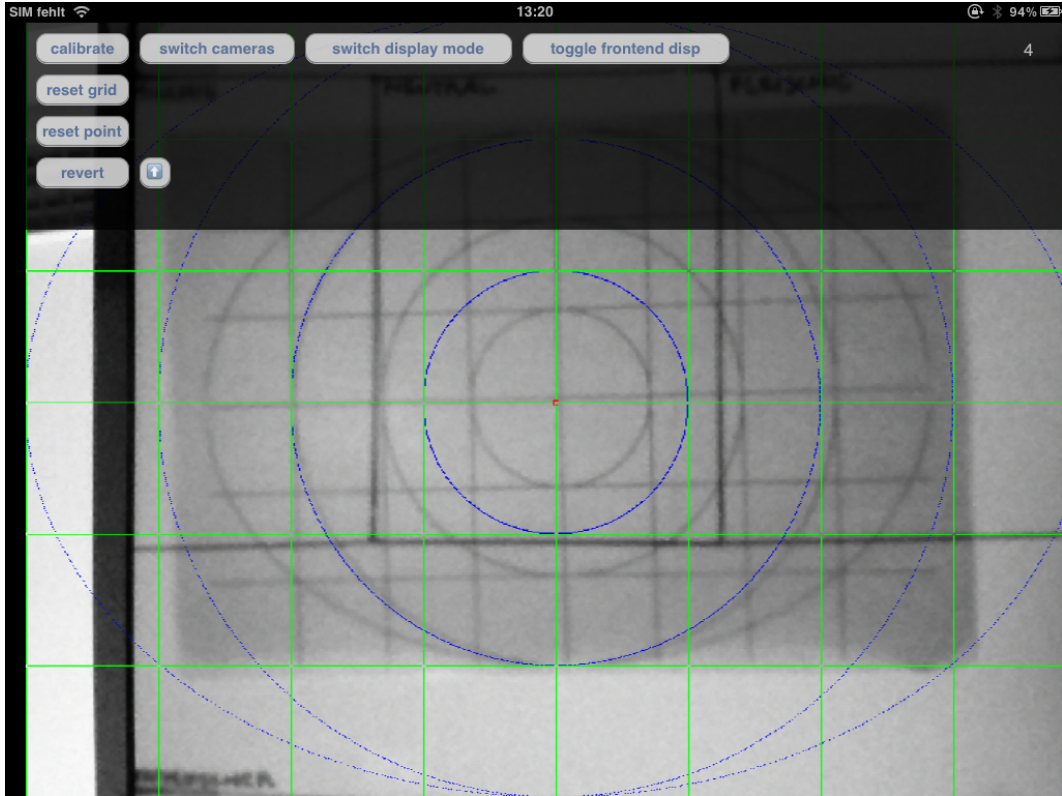 SIM fehlt 13:20 94%
calibrate switch cameras switch display mode toggle frontend disp 4
reset grid NEUTRAL
reset point
revert